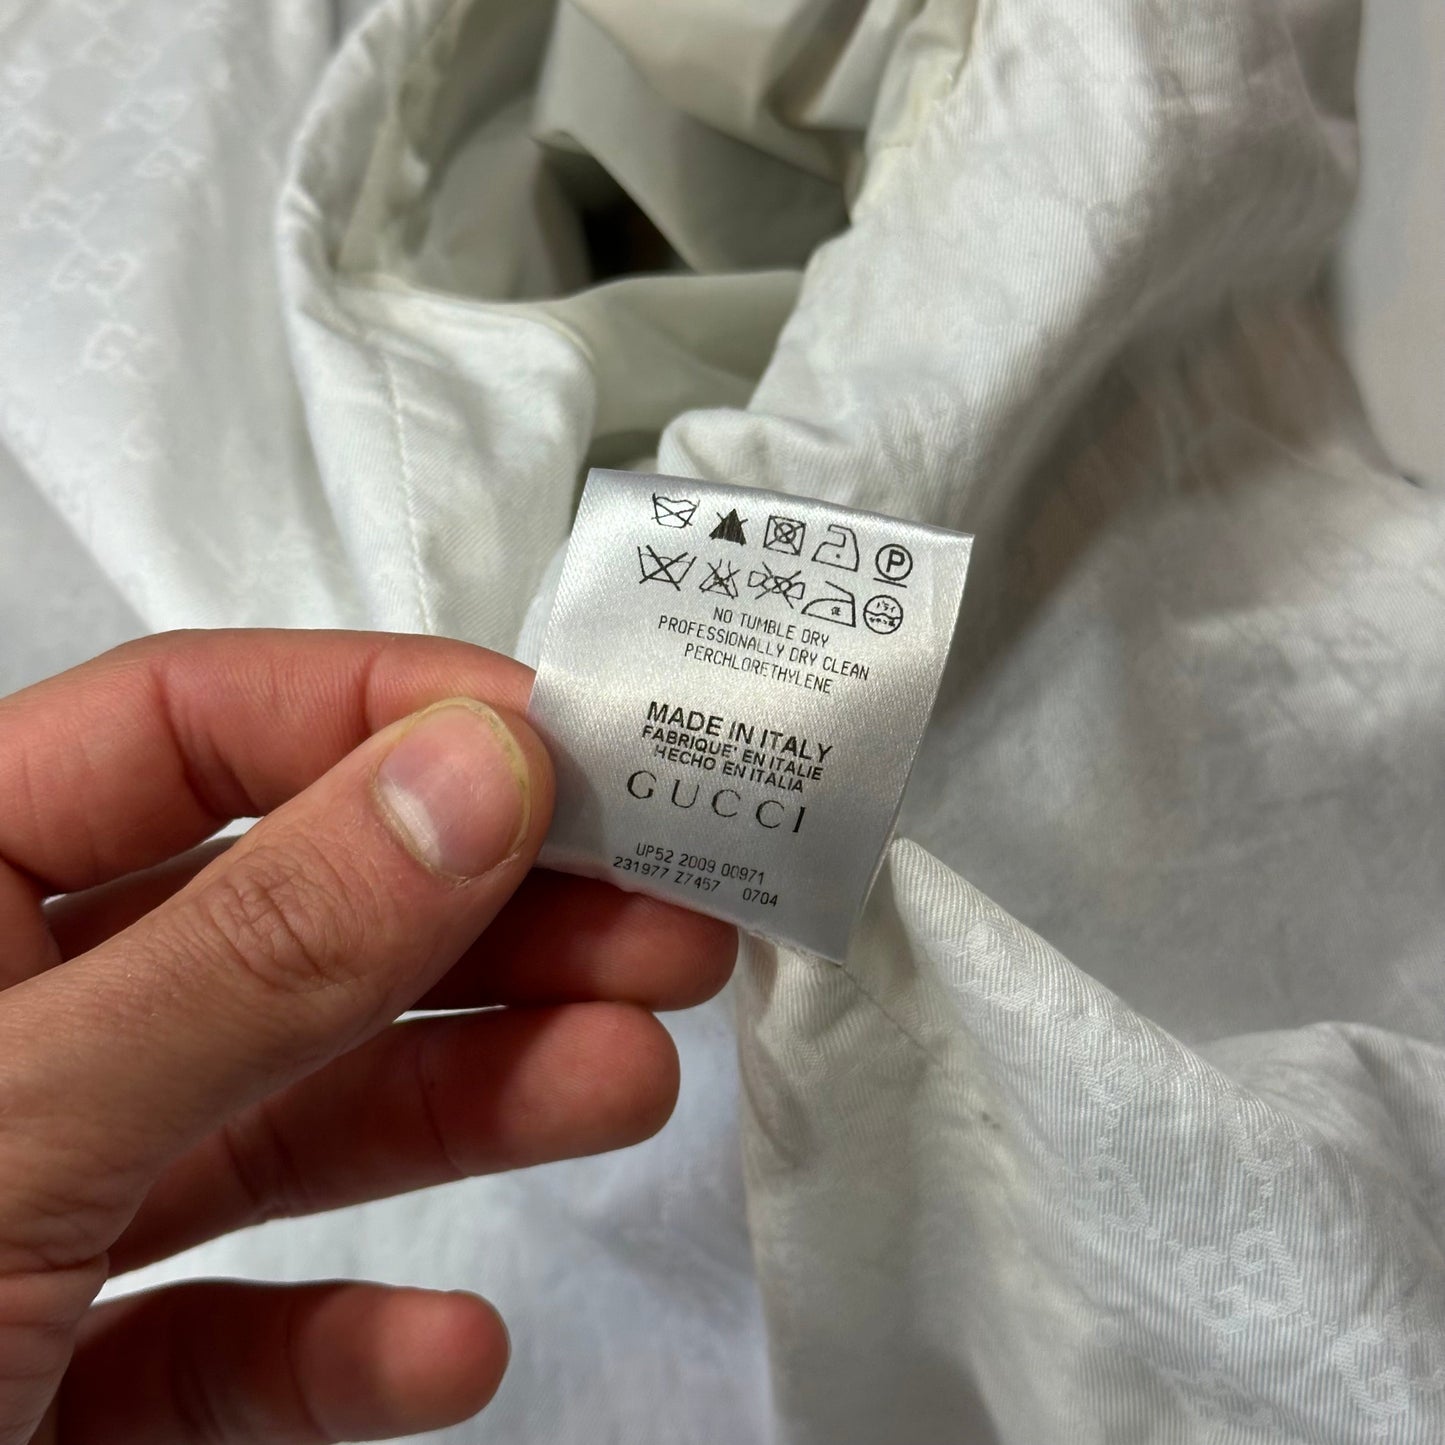 P
NO TUMBLE DRY
PROFESSIONALLY DRY CLEAN
PERCHLORETHYLENE
MADE IN ITALY
FABRIQUE' EN ITALIE
HECHO EN ITALIA
GUCCI
UP52 2009 00971
231977 Z7457 0704